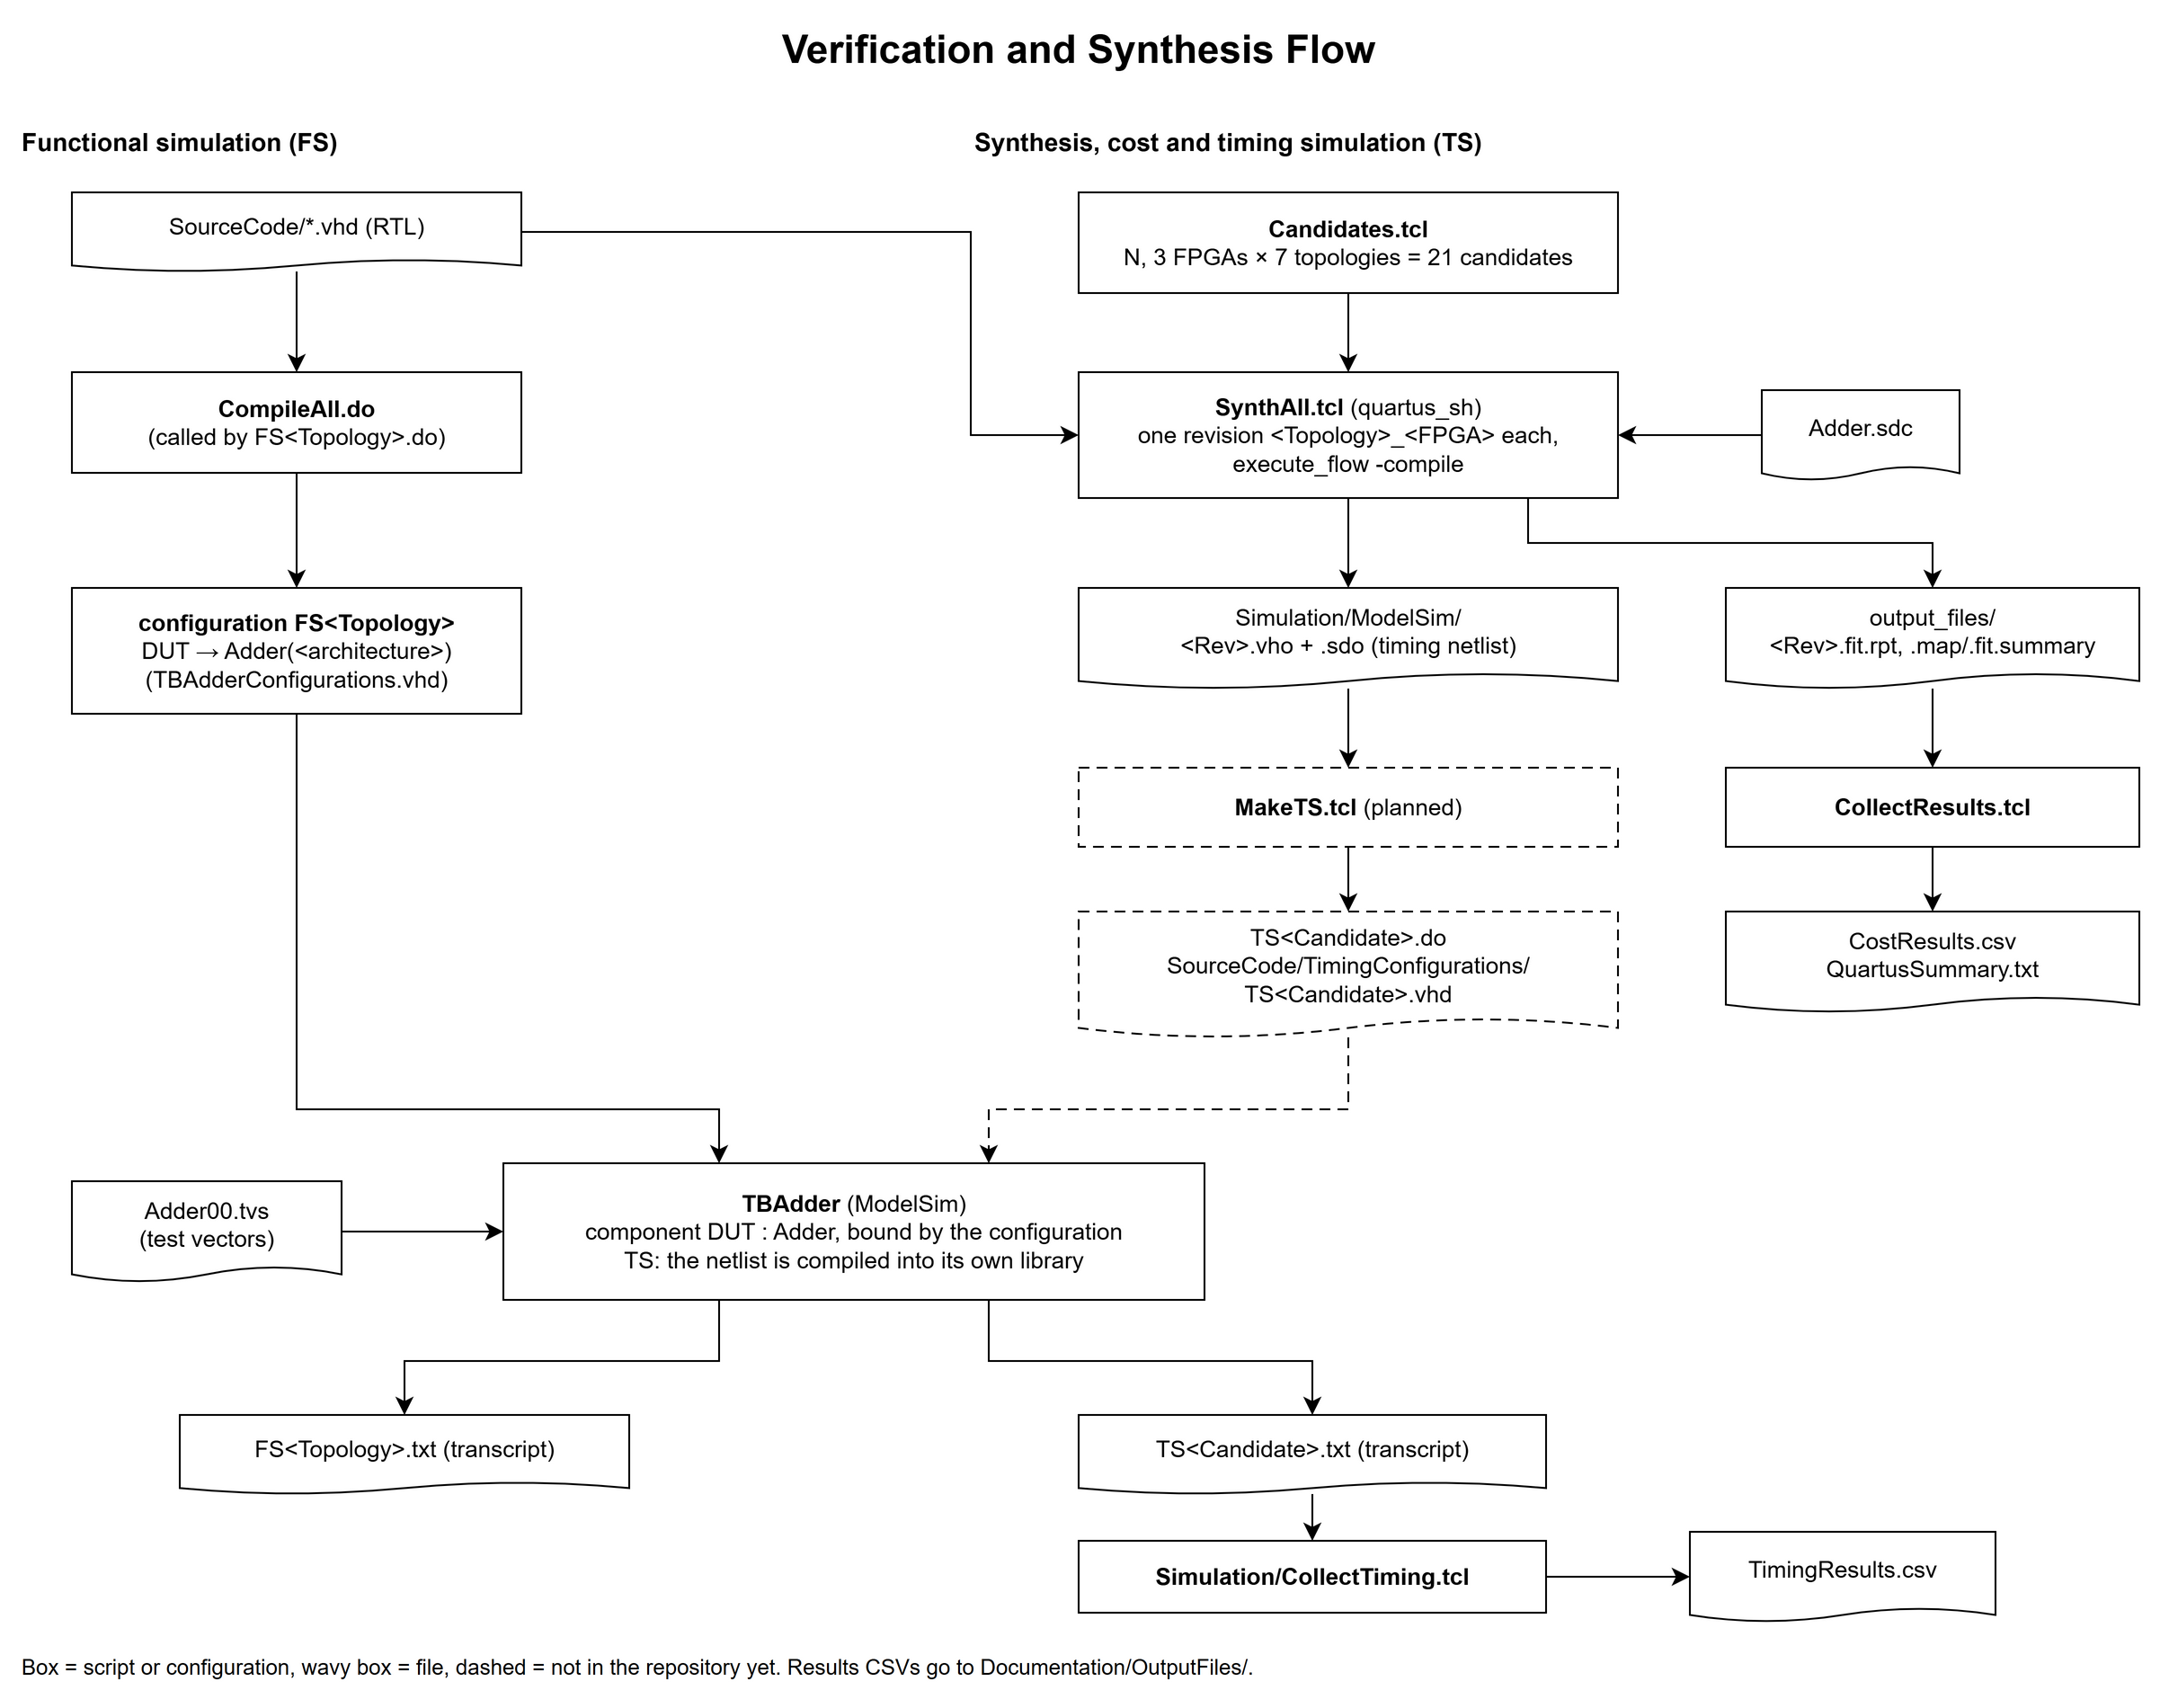 Verification and Synthesis Flow
Functional simulation (FS)
Synthesis, cost and timing simulation (TS)
SourceCode/*.vhd (RTL)
Candidates.tcl
N, 3 FPGAs × 7 topologies = 21 candidates
CompileAll.do
(called by FS<Topology>.do)
SynthAll.tcl (quartus_sh)
one revision <Topology>_<FPGA> each,
execute_flow -compile
Adder.sdc
configuration FS<Topology>
DUT → Adder(<architecture>)
(TBAdderConfigurations.vhd)
Simulation/ModelSim/
<Rev>.vho + .sdo (timing netlist)
output_files/
<Rev>.fit.rpt, .map/.fit.summary
MakeTS.tcl (planned)
CollectResults.tcl
TS<Candidate>.do
SourceCode/TimingConfigurations/
TS<Candidate>.vhd
CostResults.csv
QuartusSummary.txt
Adder00.tvs
(test vectors)
TBAdder (ModelSim)
component DUT : Adder, bound by the configuration
TS: the netlist is compiled into its own library
FS<Topology>.txt (transcript)
TS<Candidate>.txt (transcript)
Simulation/CollectTiming.tcl
TimingResults.csv
Box = script or configuration, wavy box = file, dashed = not in the repository yet. Results CSVs go to Documentation/OutputFiles/.